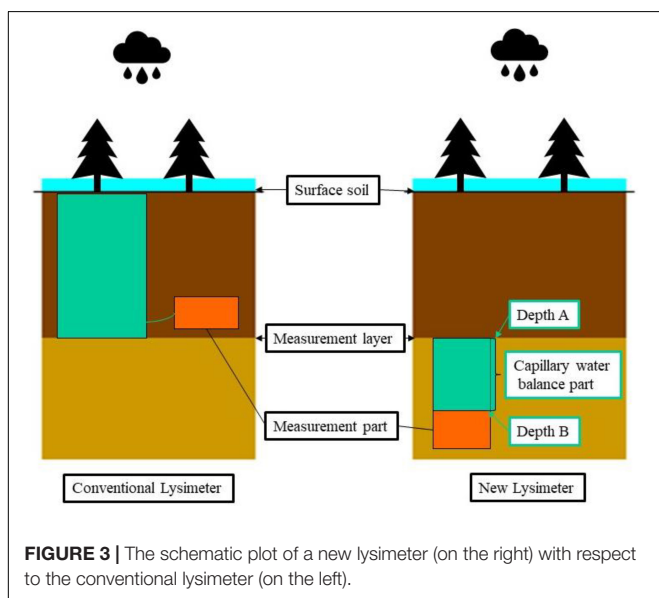 Surface soil
Depth A
Measurement layer
Capillary water
balance part
Measurement part
Depth B
Conventional Lysimeter
New Lysimeter
FIGURE 3 | The schematic plot of a new lysimeter (on the right) with respect
to the conventional lysimeter (on the left).